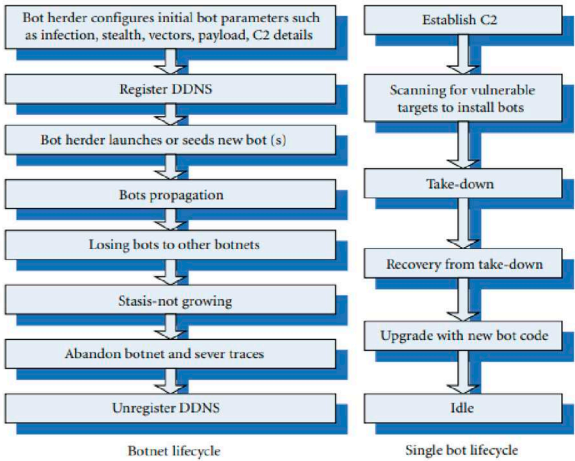 Bot herder configures initial bot parameters such
as infection, stealth, vectors, payload, C2 details
Register DDNS
Bot herder launches or seeds new bot (s)
Bots propagation
Losing bots to other botnets
Stasis-not growing
Abandon botnet and sever traces
Unregister DDNS
Botnet lifecycle
Establish C2
Scanning for vulnerable
targets to install bots
Take-down
Recovery from take-down
Upgrade with new bot code
Idle
Single bot lifecycle